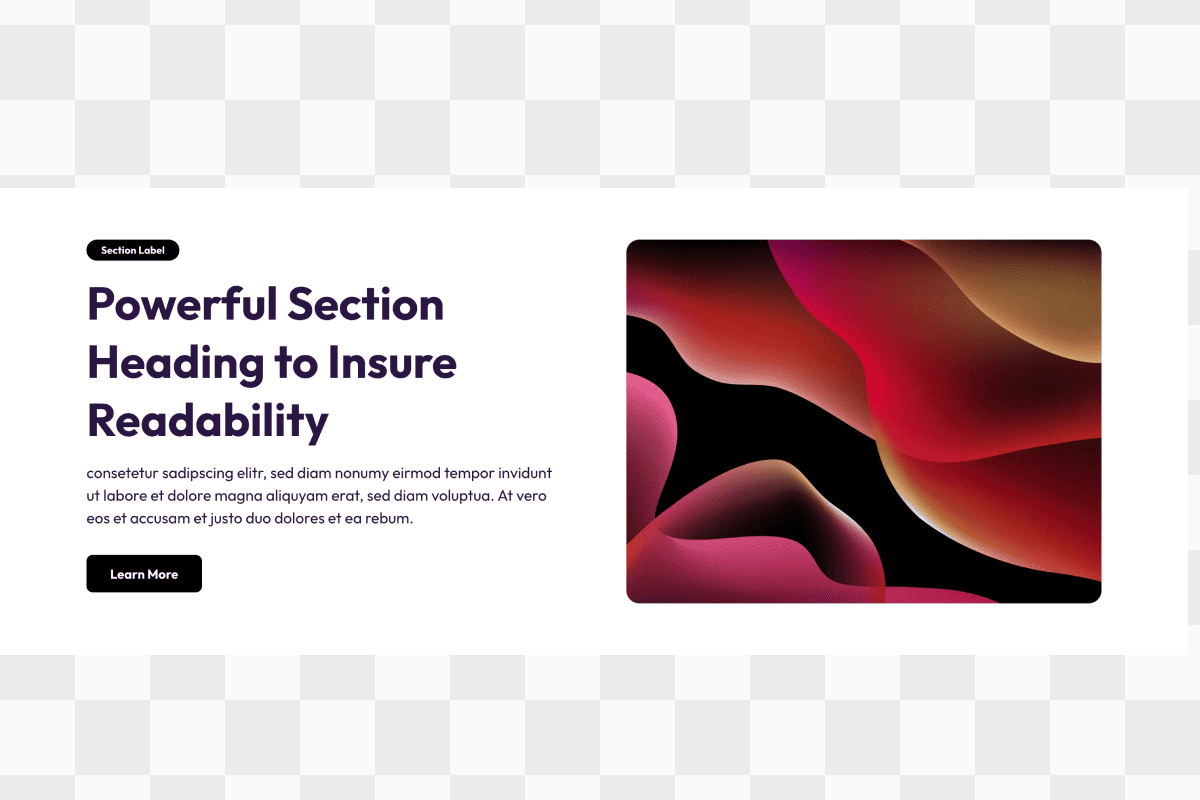 Section Label
Powerful Section
Heading to Insure
Readability
consetetur sadipscing elitr, sed diam nonumy eirmod tempor invidunt
ut labore et dolore magna aliquyam erat, sed diam voluptua. At vero
eos et accusam et justo duo dolores et ea rebum.
Learn More